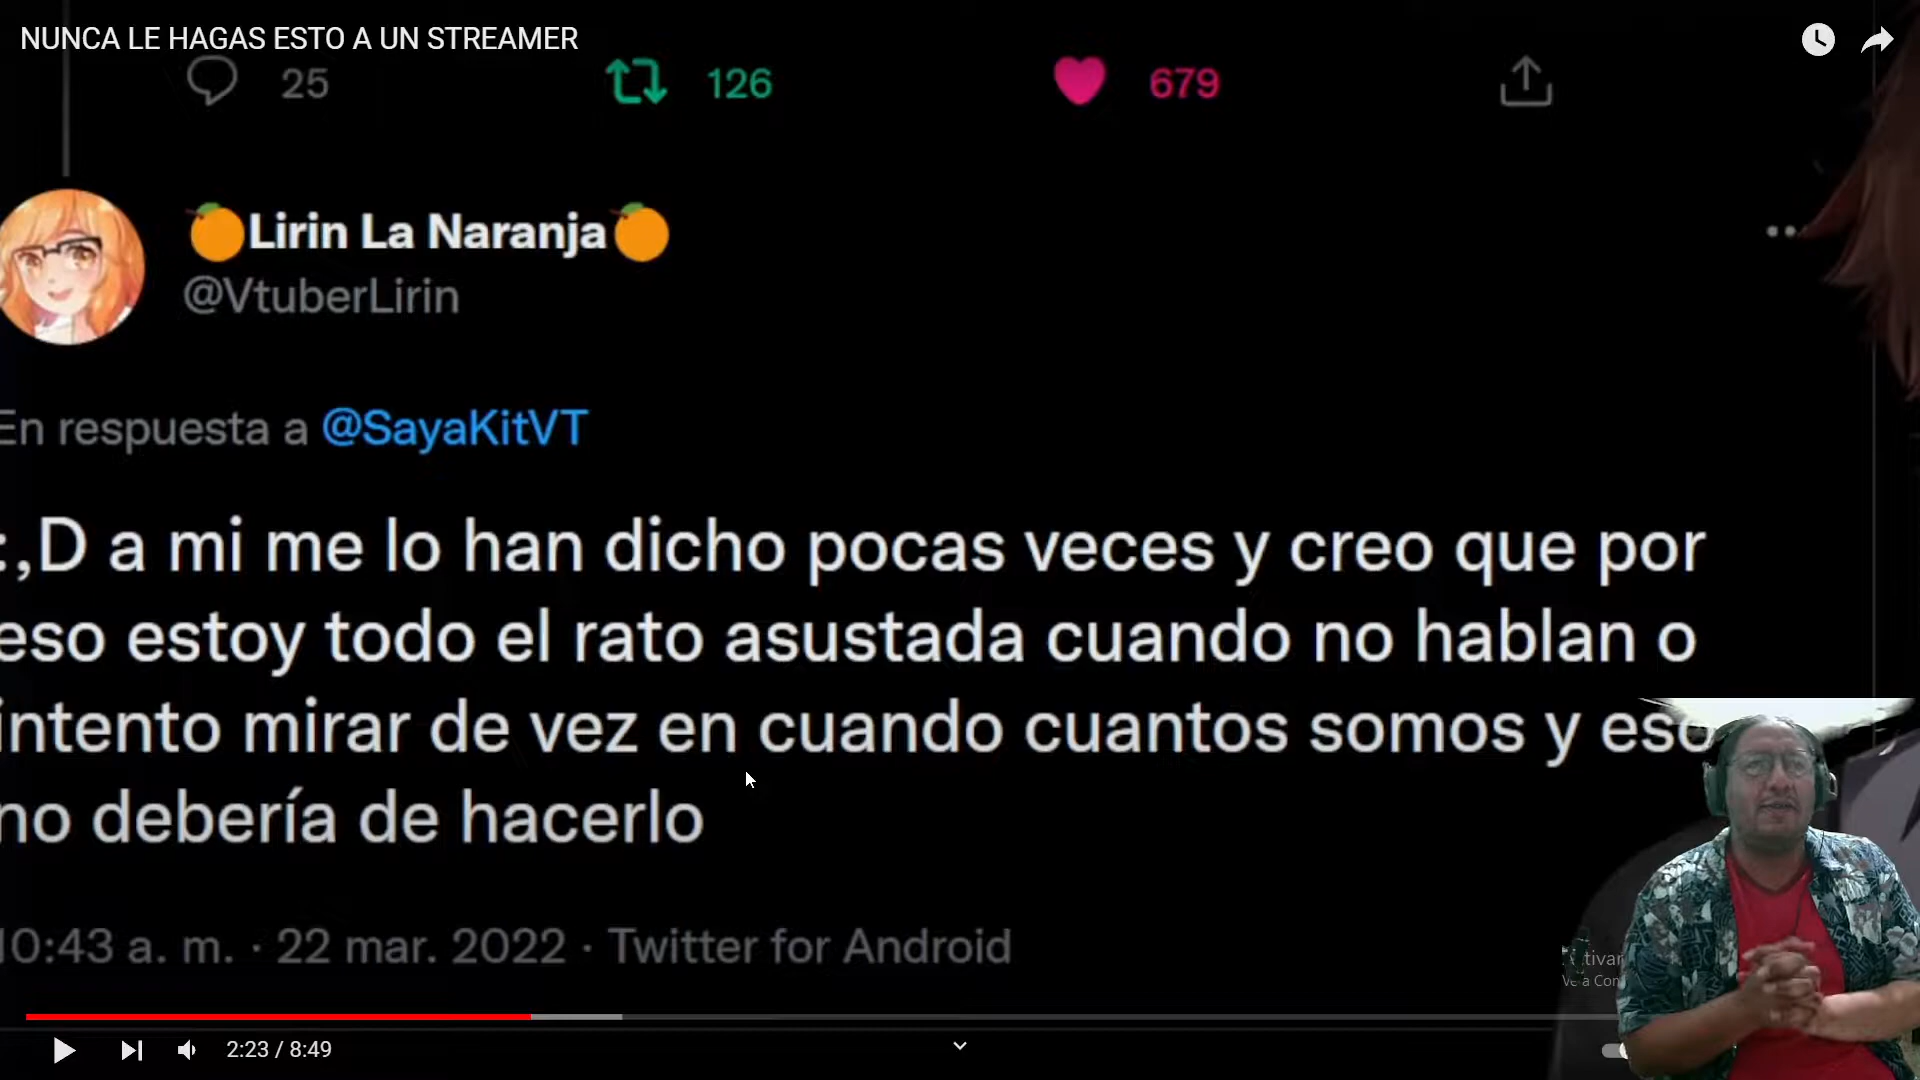 NUNCA LE HAGAS ESTO A UN STREAMER
25 126 679
Lirin La Naranja
@VtuberLirin
En respuesta a @SayaKitVT
:,D a mi me lo han dicho pocas veces y creo que por
eso estoy todo el rato asustada cuando no hablan o
intento mirar de vez en cuando cuantos somos y eso
no debería de hacerlo
10:43 a. m. · 22 mar. 2022 · Twitter for Android
2:23 / 8:49